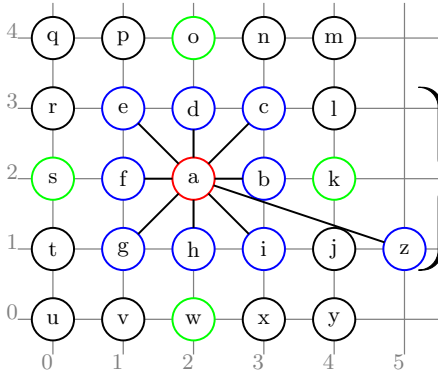 4 q p o n m
3 r e d c l
2 s f a b k
1 t g h i j z
0 u v w x y
0 1 2 3 4 5